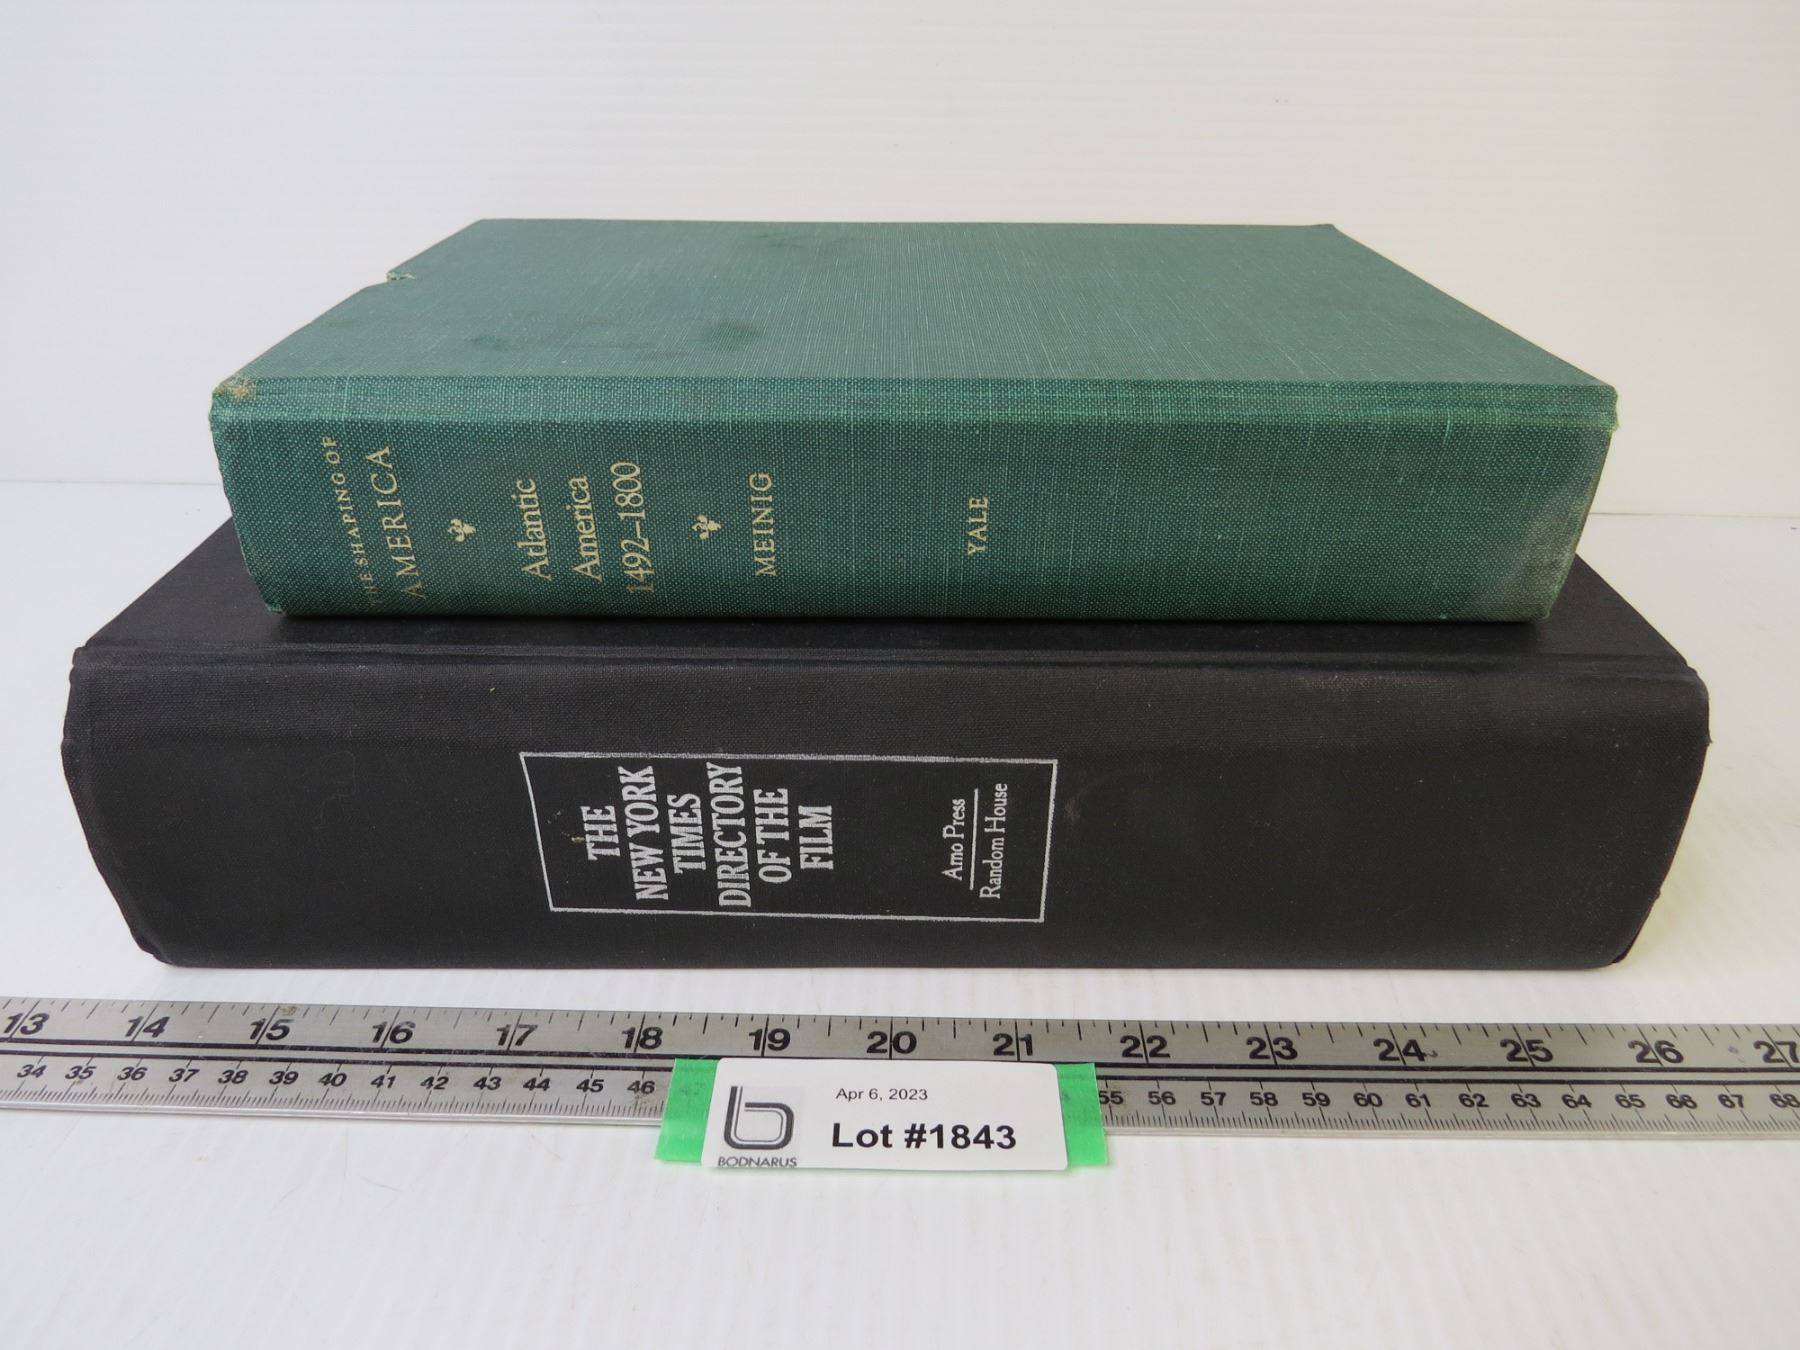 THE SHAPING OF
AMERICA
Atlantic
America
1492–1800
MEINIG
YALE
THE
NEW YORK
TIMES
DIRECTORY
OF THE
FILM
Arno Press
Random House
13 14 15 16 17 18 19 20 21 22 23 24 25 26 27
34 35 36 37 38 39 40 41 42 43 44 45 46 55 56 57 58 59 60 61 62 63 64 65 66 67 68
Apr 6, 2023
Lot #1843
BODNARUS